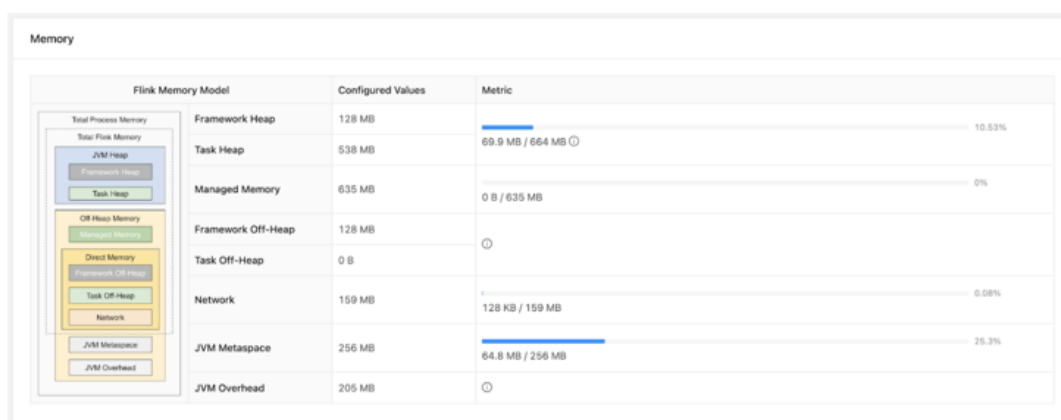 Memory
Flink Memory Model
Configured Values
Metric
Total Process Memory
Total Flink Memory
JVM Heap
Framework Heap
Task Heap
Off-Heap Memory
Managed Memory
Direct Memory
Framework Off-Heap
Task Off-Heap
Network
JVM Metaspace
JVM Overhead
Framework Heap
128 MB
Task Heap
538 MB
10.53%
69.9 MB / 664 MB
Managed Memory
635 MB
0%
0 B / 635 MB
Framework Off-Heap
128 MB
Task Off-Heap
0 B
Network
159 MB
0.08%
128 KB / 159 MB
JVM Metaspace
256 MB
25.3%
64.8 MB / 256 MB
JVM Overhead
205 MB